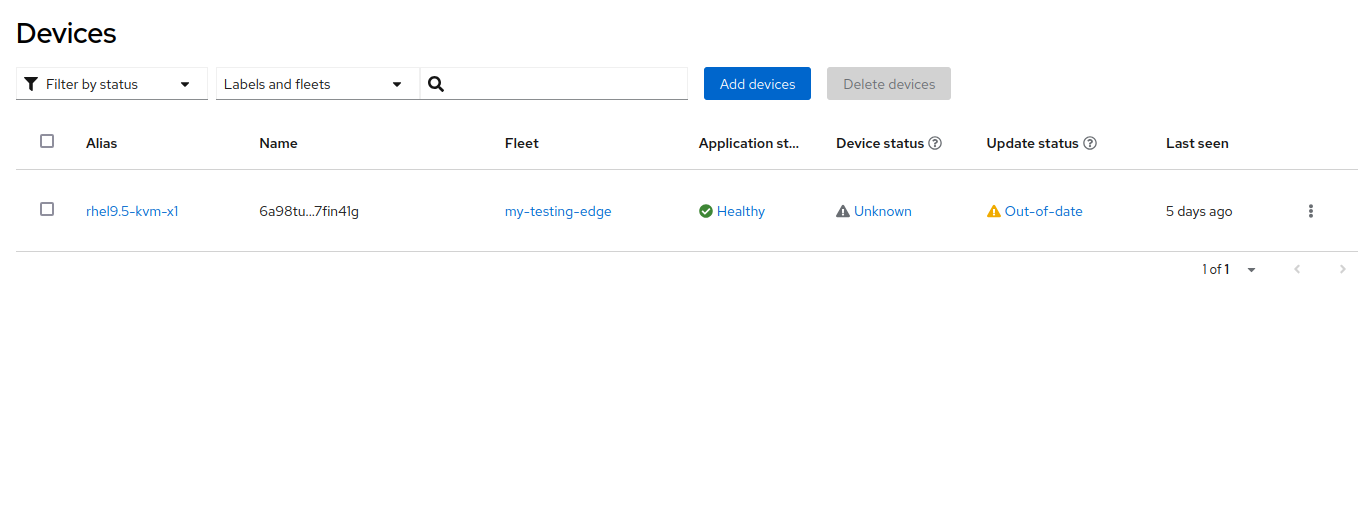 Devices
Filter by status Labels and fleets Add devices Delete devices
Alias Name Fleet Application st... Device status Update status Last seen
rhel9.5-kvm-x1 6a98tu...7fin41g my-testing-edge Healthy Unknown Out-of-date 5 days ago
1 of 1